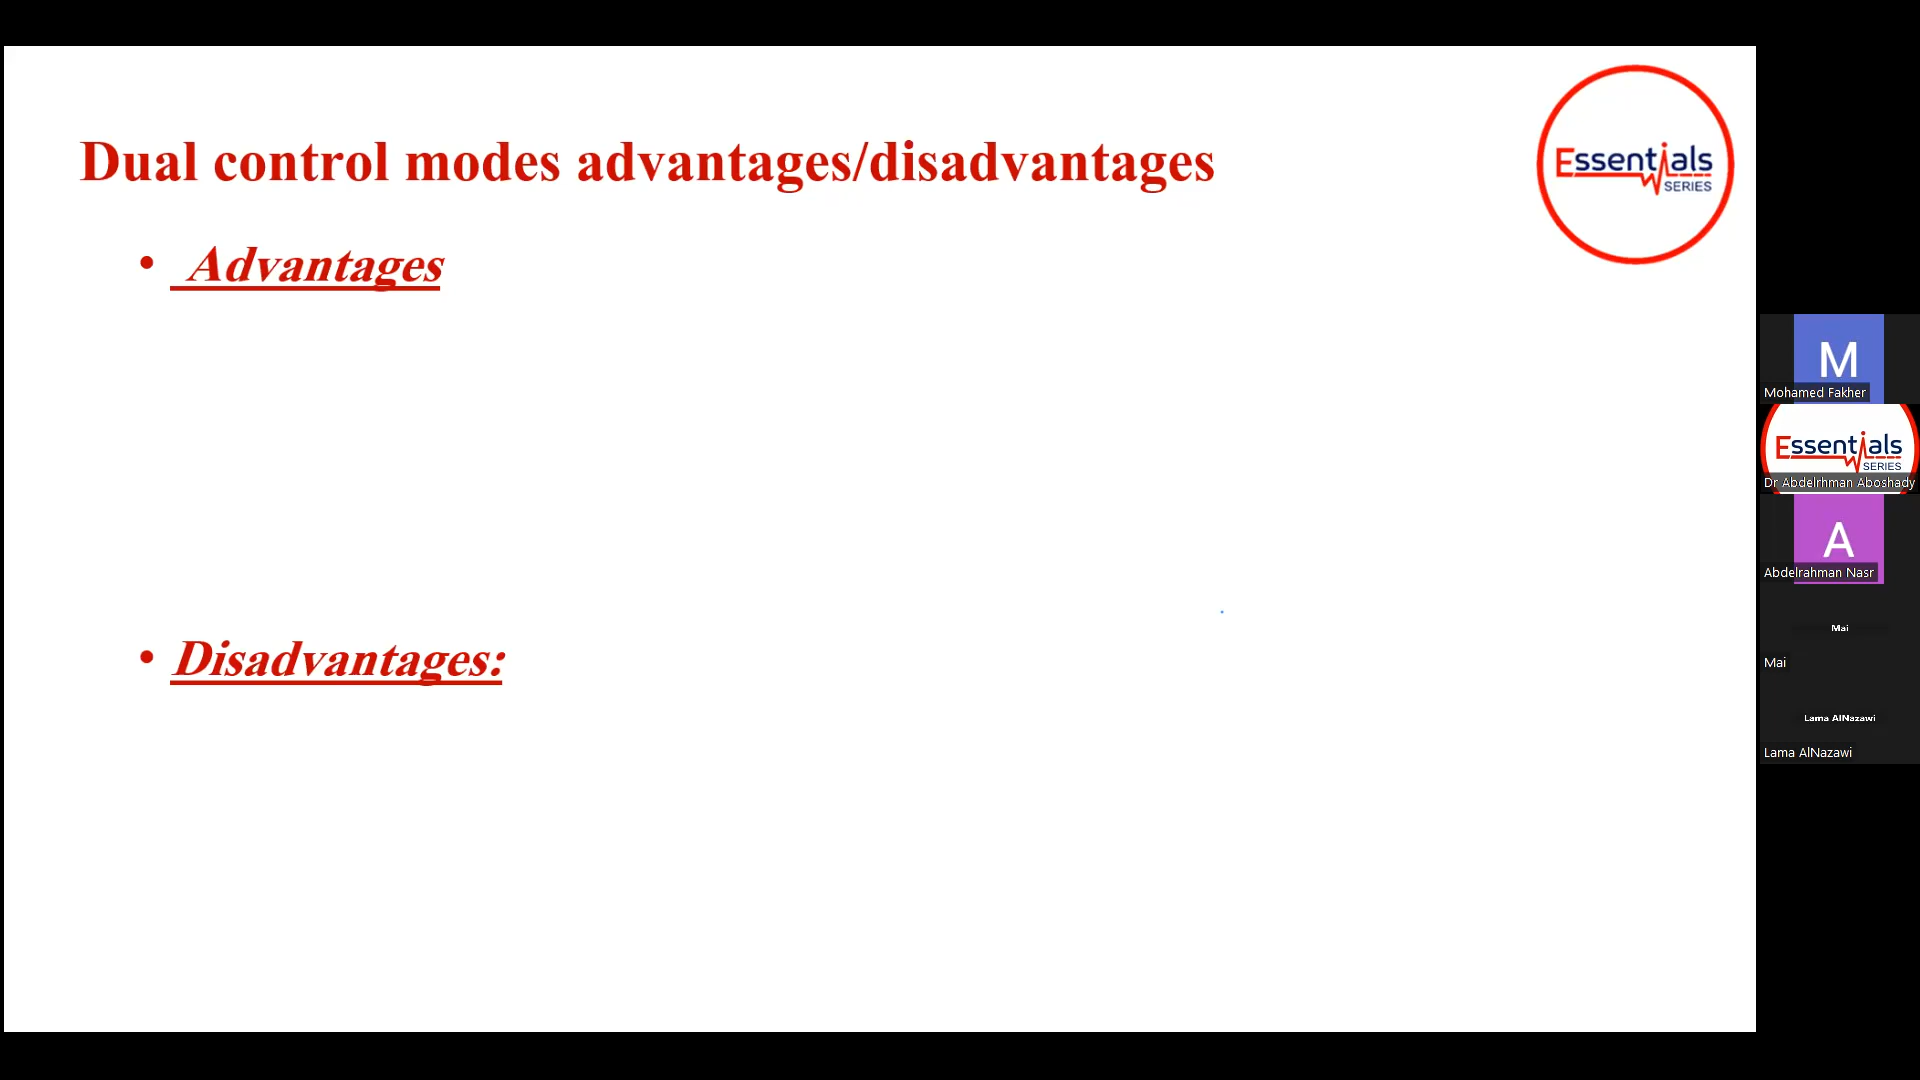 Dual control modes advantages/disadvantages
Essentials
SERIES
• Advantages
• Disadvantages:
M
Mohamed Fakher
Essentials
SERIES
Dr Abdelrhman Aboshady
A
Abdelrahman Nasr
Mai
Mai
Lama AlNazawi
Lama AlNazawi